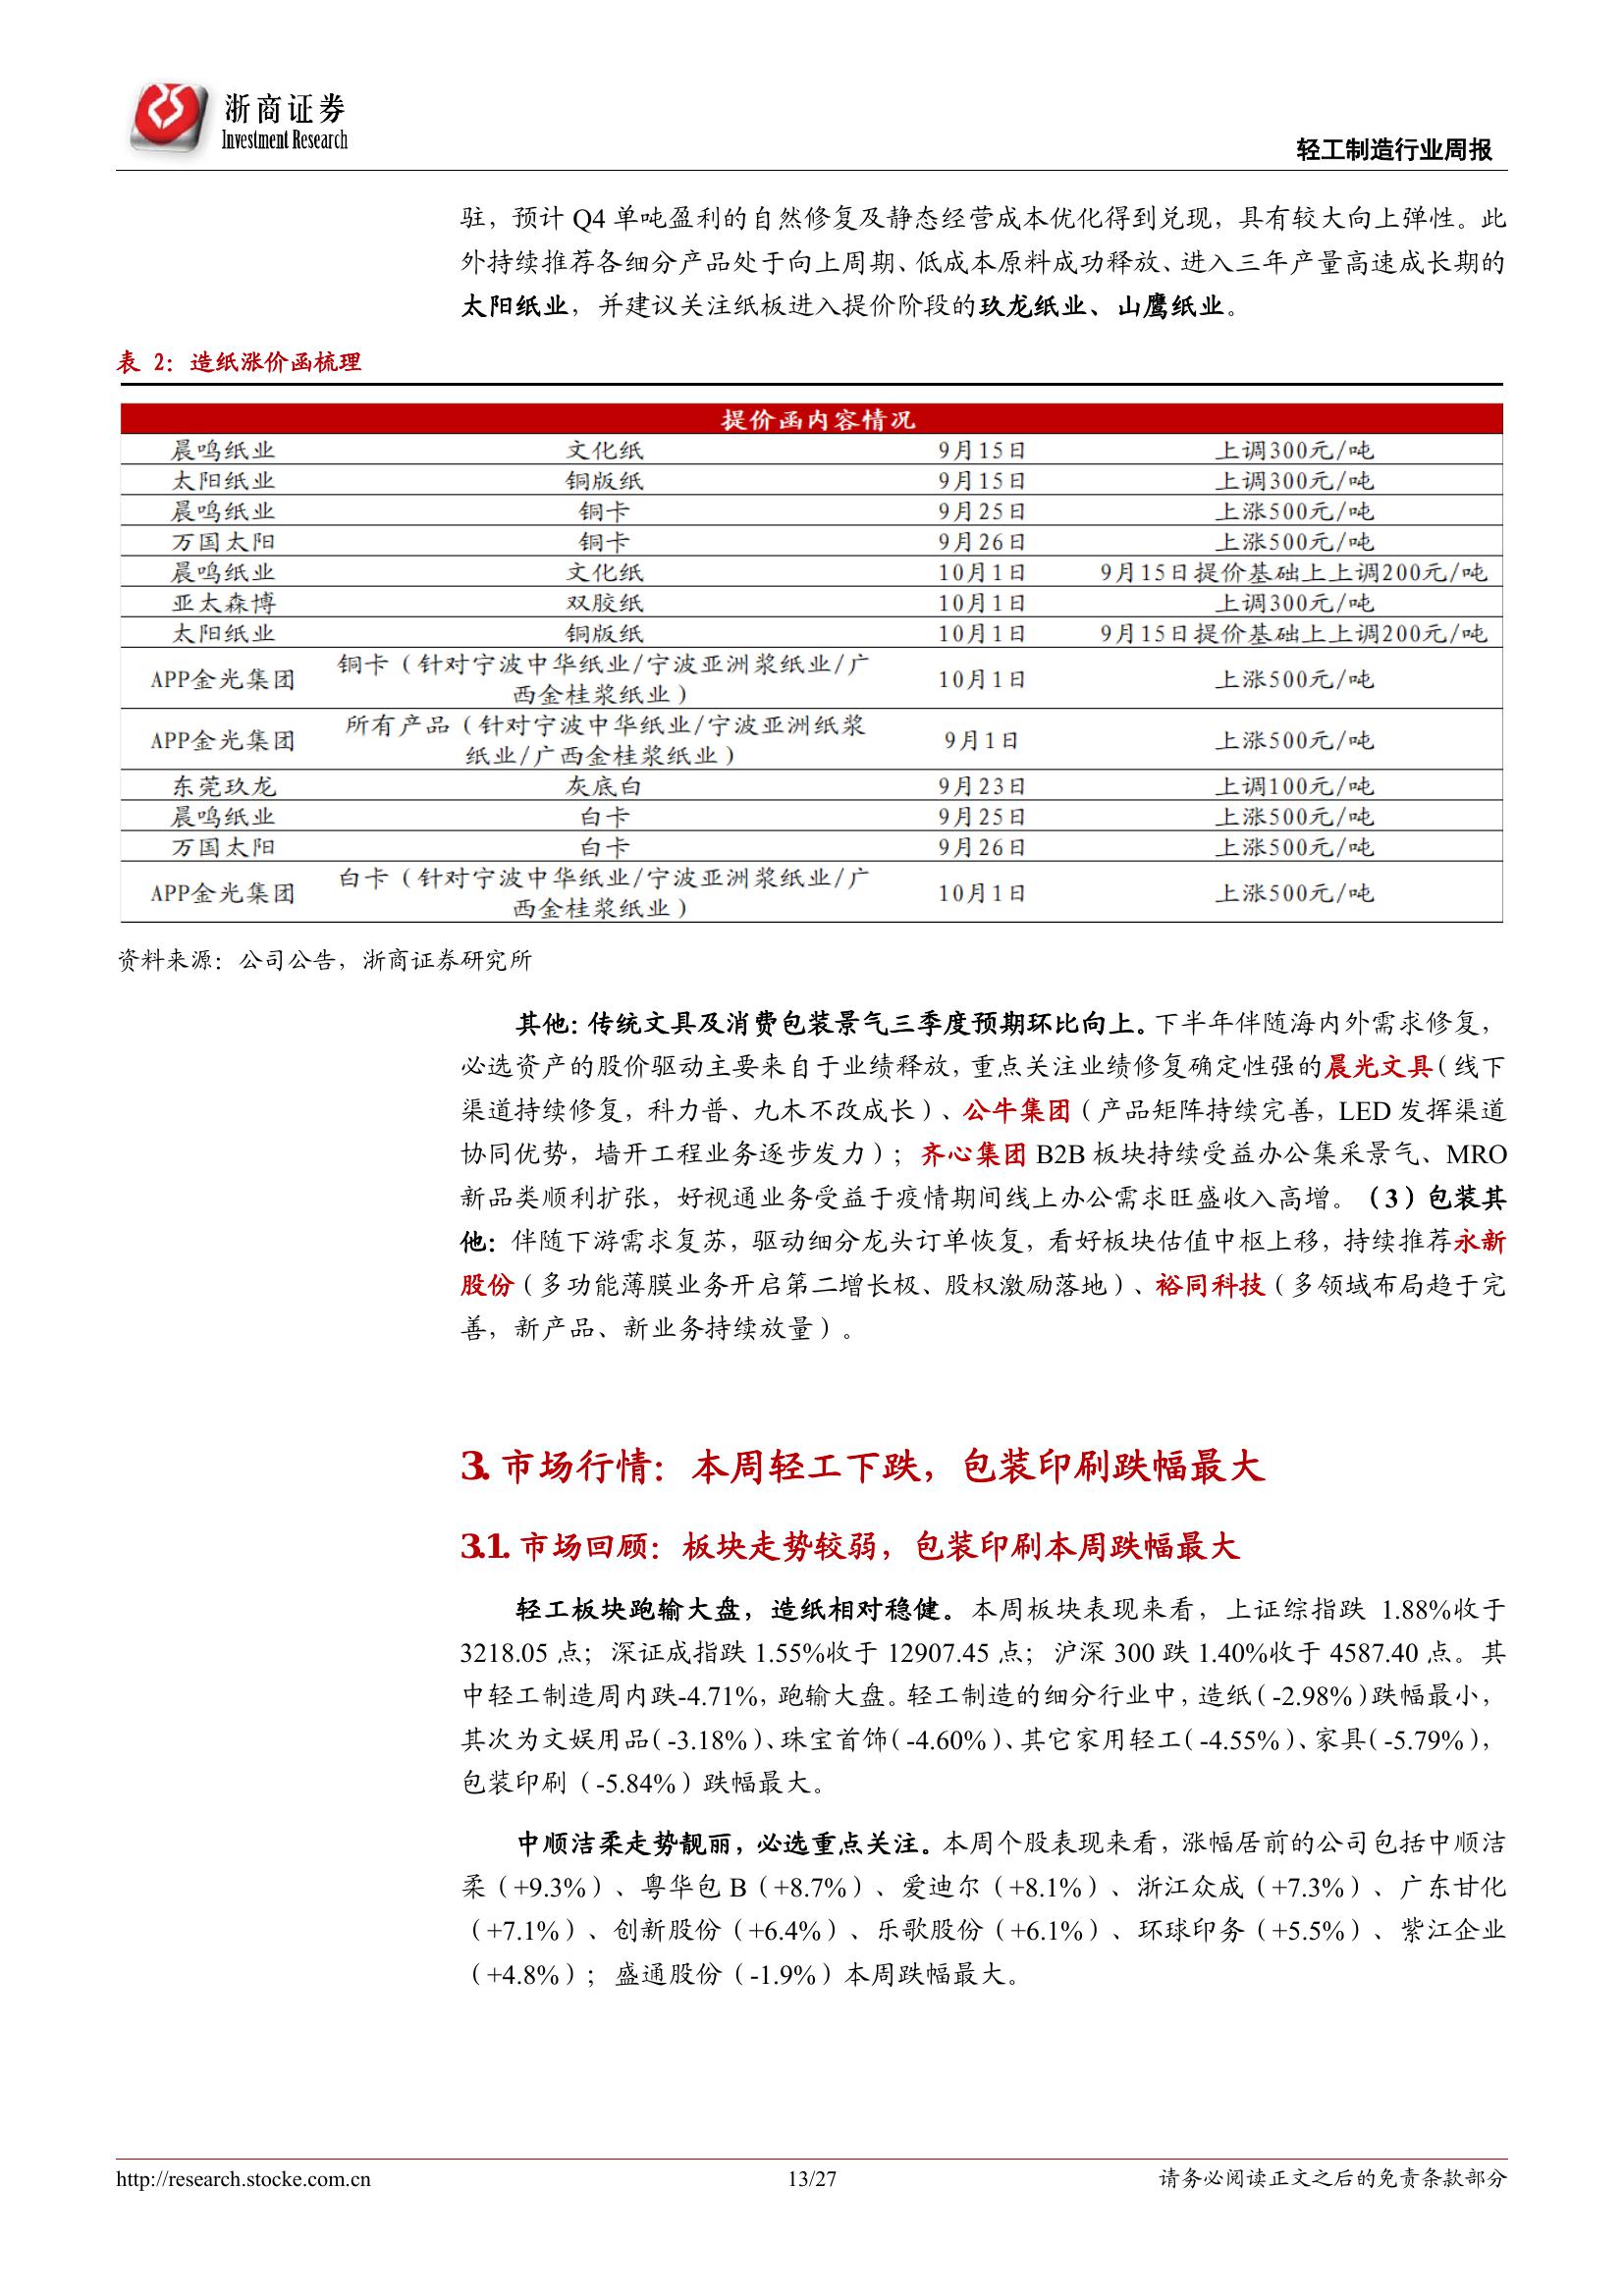 浙商证券
Investment Research
轻工制造行业周报
驻，预计 Q4 单吨盈利的自然修复及静态经营成本优化得到兑现，具有较大向上弹性。此
外持续推荐各细分产品处于向上周期、低成本原料成功释放、进入三年产量高速成长期的
太阳纸业，并建议关注纸板进入提价阶段的玖龙纸业、山鹰纸业。
表 2：造纸涨价函梳理
提价函内容情况
晨鸣纸业 文化纸 9月15日 上调300元/吨
太阳纸业 铜版纸 9月15日 上调300元/吨
晨鸣纸业 铜卡 9月25日 上涨500元/吨
万国太阳 铜卡 9月26日 上涨500元/吨
晨鸣纸业 文化纸 10月1日 9月15日提价基础上上调200元/吨
亚太森博 双胶纸 10月1日 上调300元/吨
太阳纸业 铜版纸 10月1日 9月15日提价基础上上调200元/吨
APP金光集团 铜卡（针对宁波中华纸业/宁波亚洲浆纸业/广
西金桂浆纸业） 10月1日 上涨500元/吨
APP金光集团 所有产品（针对宁波中华纸业/宁波亚洲纸浆
纸业/广西金桂浆纸业） 9月1日 上涨500元/吨
东莞玖龙 灰底白 9月23日 上调100元/吨
晨鸣纸业 白卡 9月25日 上涨500元/吨
万国太阳 白卡 9月26日 上涨500元/吨
APP金光集团 白卡（针对宁波中华纸业/宁波亚洲浆纸业/广
西金桂浆纸业） 10月1日 上涨500元/吨
资料来源：公司公告，浙商证券研究所
其他：传统文具及消费包装景气三季度预期环比向上。下半年伴随海内外需求修复，
必选资产的股价驱动主要来自于业绩释放，重点关注业绩修复确定性强的晨光文具（线下
渠道持续修复，科力普、九木不改成长）、公牛集团（产品矩阵持续完善，LED 发挥渠道
协同优势，墙开工程业务逐步发力）；齐心集团 B2B 板块持续受益办公集采景气、MRO
新品类顺利扩张，好视通业务受益于疫情期间线上办公需求旺盛收入高增。（3）包装其
他：伴随下游需求复苏，驱动细分龙头订单恢复，看好板块估值中枢上移，持续推荐永新
股份（多功能薄膜业务开启第二增长极、股权激励落地）、裕同科技（多领域布局趋于完
善，新产品、新业务持续放量）。
3. 市场行情：本周轻工下跌，包装印刷跌幅最大
3.1. 市场回顾：板块走势较弱，包装印刷本周跌幅最大
轻工板块跑输大盘，造纸相对稳健。本周板块表现来看，上证综指跌 1.88%收于
3218.05 点；深证成指跌 1.55%收于 12907.45 点；沪深 300 跌 1.40%收于 4587.40 点。其
中轻工制造周内跌-4.71%，跑输大盘。轻工制造的细分行业中，造纸（-2.98%）跌幅最小，
其次为文娱用品（-3.18%）、珠宝首饰（-4.60%）、其它家用轻工（-4.55%）、家具（-5.79%），
包装印刷（-5.84%）跌幅最大。
中顺洁柔走势靓丽，必选重点关注。本周个股表现来看，涨幅居前的公司包括中顺洁
柔（+9.3%）、粤华包 B（+8.7%）、爱迪尔（+8.1%）、浙江众成（+7.3%）、广东甘化
（+7.1%）、创新股份（+6.4%）、乐歌股份（+6.1%）、环球印务（+5.5%）、紫江企业
（+4.8%）；盛通股份（-1.9%）本周跌幅最大。
http://research.stocke.com.cn
13/27
请务必阅读正文之后的免责条款部分